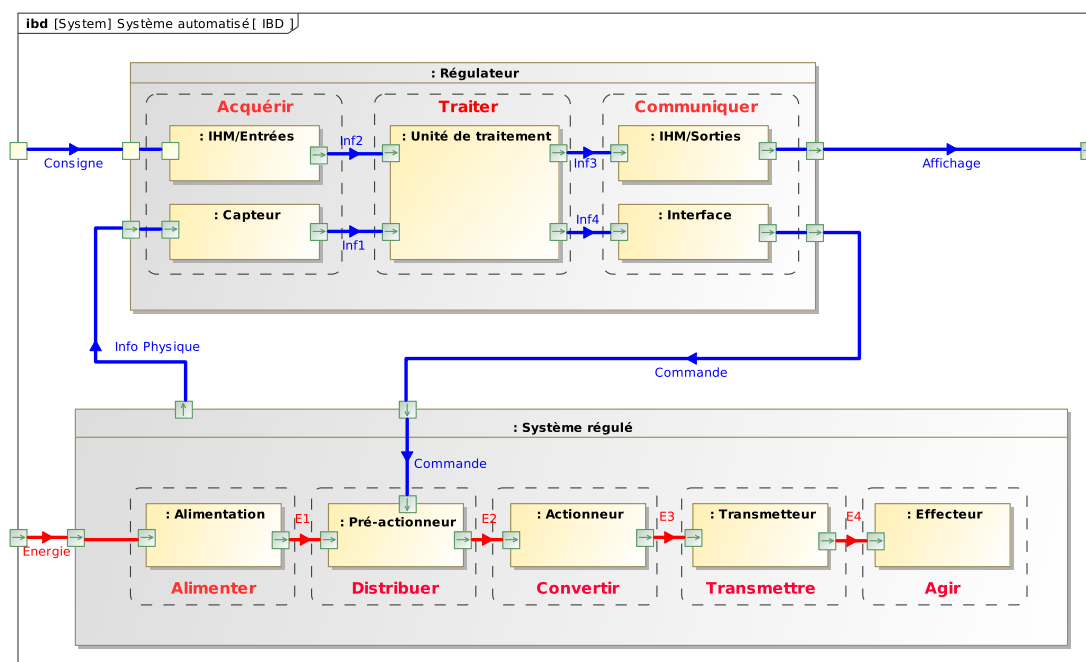 ibd [System] Système automatisé [ IBD ]
: Régulateur
Acquérir
Traiter
Communiquer
: IHM/Entrées
: Unité de traitement
: IHM/Sorties
Inf2
Inf3
Consigne
Affichage
: Capteur
: Interface
Inf4
Inf1
Info Physique
Commande
: Système régulé
Commande
: Alimentation
: Pré-actionneur
: Actionneur
: Transmetteur
: Effecteur
E1
E2
E3
E4
Energie
Alimenter
Distribuer
Convertir
Transmettre
Agir